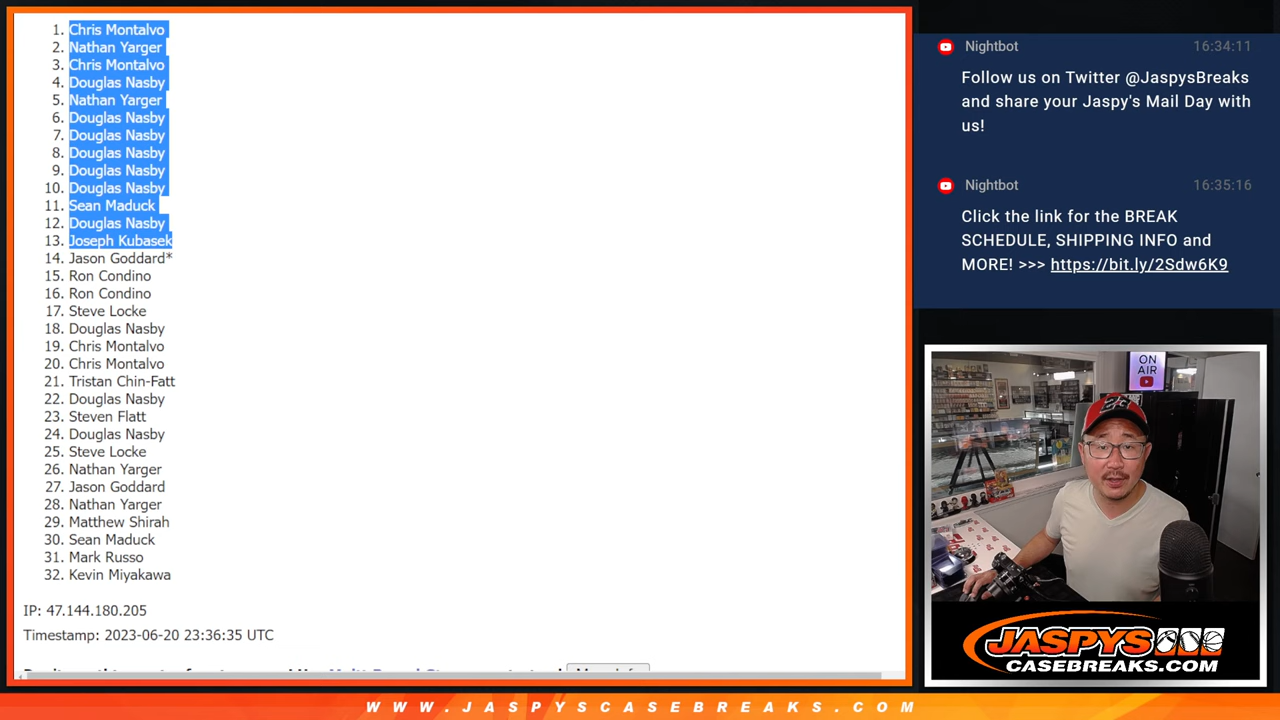 1. Chris Montalvo
2. Nathan Yarger
3. Chris Montalvo
4. Douglas Nasby
5. Nathan Yarger
6. Douglas Nasby
7. Douglas Nasby
8. Douglas Nasby
9. Douglas Nasby
10. Douglas Nasby
11. Sean Maduck
12. Douglas Nasby
13. Joseph Kubasek
14. Jason Goddard*
15. Ron Condino
16. Ron Condino
17. Steve Locke
18. Douglas Nasby
19. Chris Montalvo
20. Chris Montalvo
21. Tristan Chin-Fatt
22. Douglas Nasby
23. Steven Flatt
24. Douglas Nasby
25. Steve Locke
26. Nathan Yarger
27. Jason Goddard
28. Nathan Yarger
29. Matthew Shirah
30. Sean Maduck
31. Mark Russo
32. Kevin Miyakawa
IP: 47.144.180.205
Timestamp: 2023-06-20 23:36:35 UTC
Nightbot 16:34:11
Follow us on Twitter @JaspysBreaks
and share your Jaspy's Mail Day with
us!
Nightbot 16:35:16
Click the link for the BREAK
SCHEDULE, SHIPPING INFO and
MORE! >>> https://bit.ly/2Sdw6K9
ON
AIR
JASPYS
CASEBREAKS.COM
WWW.JASPYSCASEBREAKS.COM